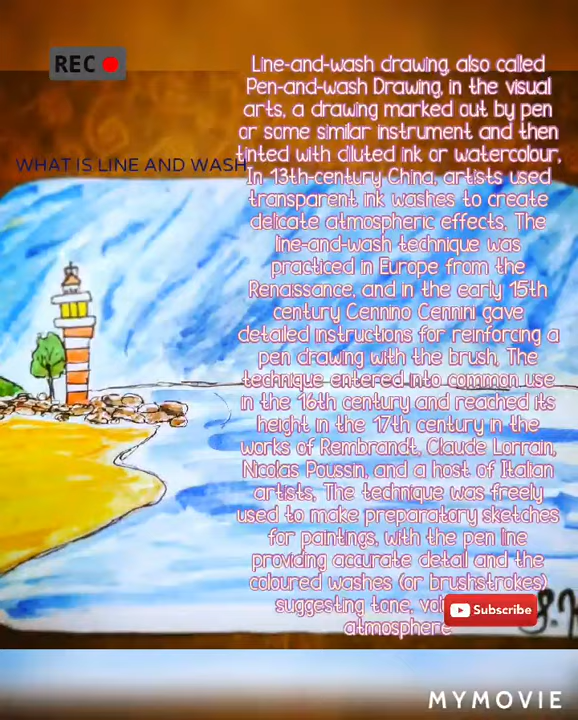 REC
WHAT IS LINE AND WASH
Line-and-wash drawing, also called
Pen-and-wash Drawing, in the visual
arts, a drawing marked out by pen
or some similar instrument and then
tinted with diluted ink or watercolour,
In 13th-century China, artists used
transparent ink washes to create
delicate atmospheric effects, The
line-and-wash technique was
practiced in Europe from the
Renaissance, and in the early 15th
century Cennino Cennini gave
detailed instructions for reinforcing a
pen drawing with the brush, The
technique entered into common use
in the 16th century and reached its
height in the 17th century in the
works of Rembrandt, Claude Lorrain,
Nicolas Poussin, and a host of Italian
artists, The technique was freely
used to make preparatory sketches
for paintings, with the pen line
providing accurate detail and the
coloured washes (or brushstrokes)
suggesting tone,
atmosphere
Subscribe
MYMOVIE